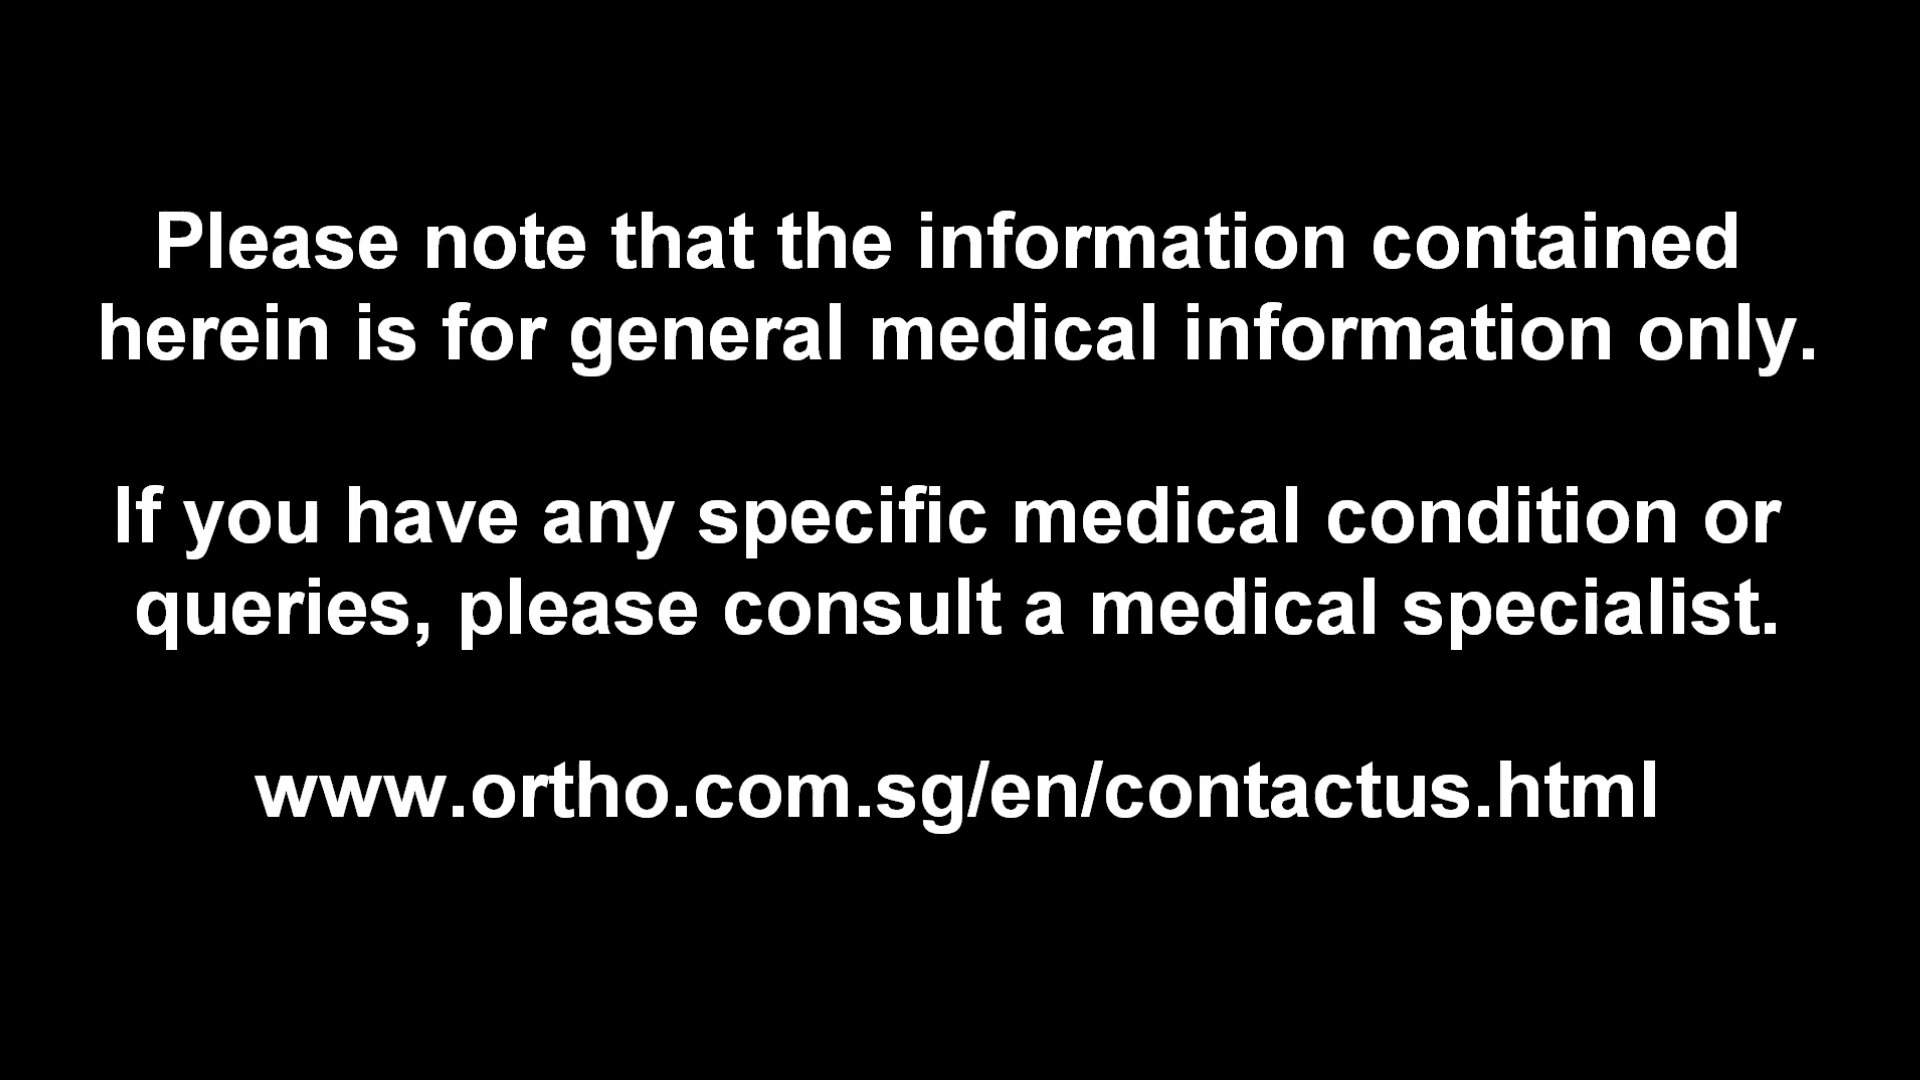 Please note that the information contained
herein is for general medical information only.
If you have any specific medical condition or
queries, please consult a medical specialist.
www.ortho.com.sg/en/contactus.html